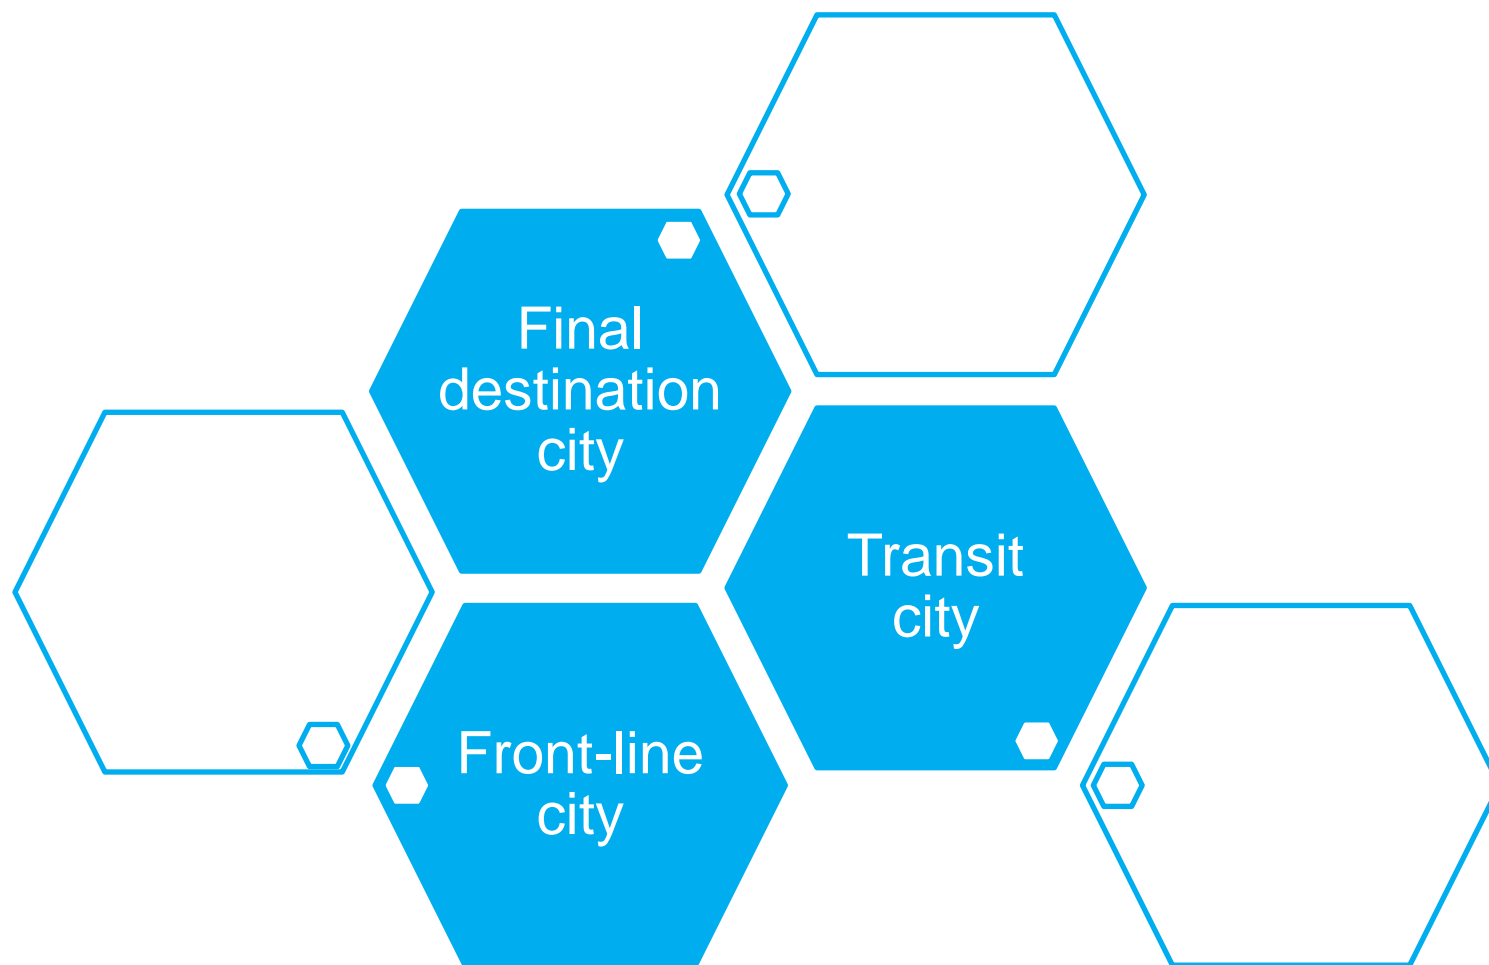 Final
destination
city
Transit
city
Front-line
city